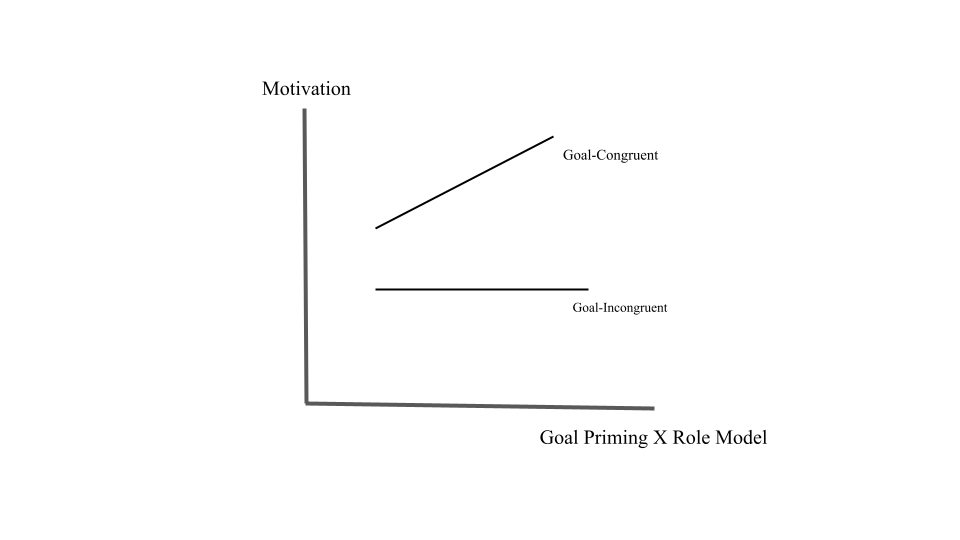 Motivation
Goal-Congruent
Goal-Incongruent
Goal Priming X Role Model